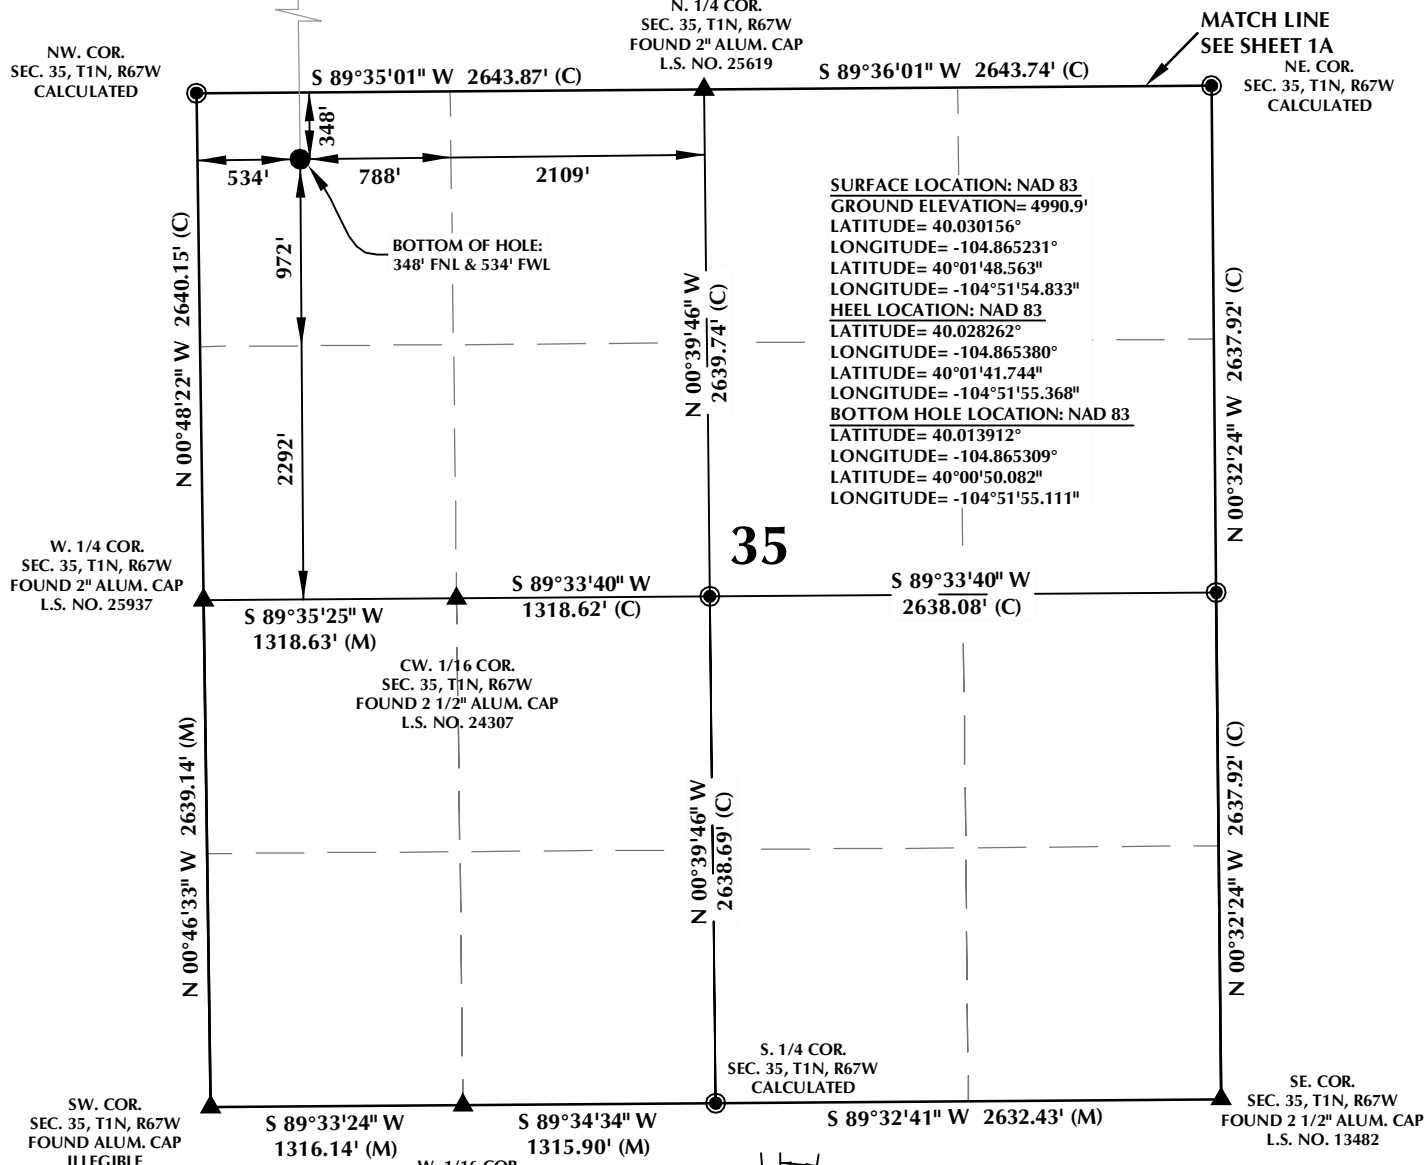 N. 1/4 COR.
SEC. 35, T1N, R67W
FOUND 2" ALUM. CAP
L.S. NO. 25619
MATCH LINE
SEE SHEET 1A
NW. COR.
SEC. 35, T1N, R67W
CALCULATED
S 89°35'01" W 2643.87' (C)
S 89°36'01" W 2643.74' (C)
NE. COR.
SEC. 35, T1N, R67W
CALCULATED
348'
534'
788'
2109'
972'
BOTTOM OF HOLE:
348' FNL & 534' FWL
2292'
N 00°48'22" W 2640.15' (C)
N 00°39'46" W
2639.74' (C)
SURFACE LOCATION: NAD 83
GROUND ELEVATION= 4990.9'
LATITUDE= 40.030156°
LONGITUDE= -104.865231°
LATITUDE= 40°01'48.563"
LONGITUDE= -104°51'54.833"
HEEL LOCATION: NAD 83
LATITUDE= 40.028262°
LONGITUDE= -104.865380°
LATITUDE= 40°01'41.744"
LONGITUDE= -104°51'55.368"
BOTTOM HOLE LOCATION: NAD 83
LATITUDE= 40.013912°
LONGITUDE= -104.865309°
LATITUDE= 40°00'50.082"
LONGITUDE= -104°51'55.111"
N 00°32'24" W 2637.92' (C)
35
W. 1/4 COR.
SEC. 35, T1N, R67W
FOUND 2" ALUM. CAP
L.S. NO. 25937
S 89°35'25" W
1318.63' (M)
S 89°33'40" W
1318.62' (C)
S 89°33'40" W
2638.08' (C)
CW. 1/16 COR.
SEC. 35, T1N, R67W
FOUND 2 1/2" ALUM. CAP
L.S. NO. 24307
N 00°46'33" W 2639.14' (M)
N 00°39'46" W
2638.69' (C)
N 00°32'24" W 2637.92' (C)
S. 1/4 COR.
SEC. 35, T1N, R67W
CALCULATED
SW. COR.
SEC. 35, T1N, R67W
FOUND ALUM. CAP
ILLEGIBLE
S 89°33'24" W
1316.14' (M)
S 89°34'34" W
1315.90' (M)
S 89°32'41" W 2632.43' (M)
SE. COR.
SEC. 35, T1N, R67W
FOUND 2 1/2" ALUM. CAP
L.S. NO. 13482
W. 1/16 COR.